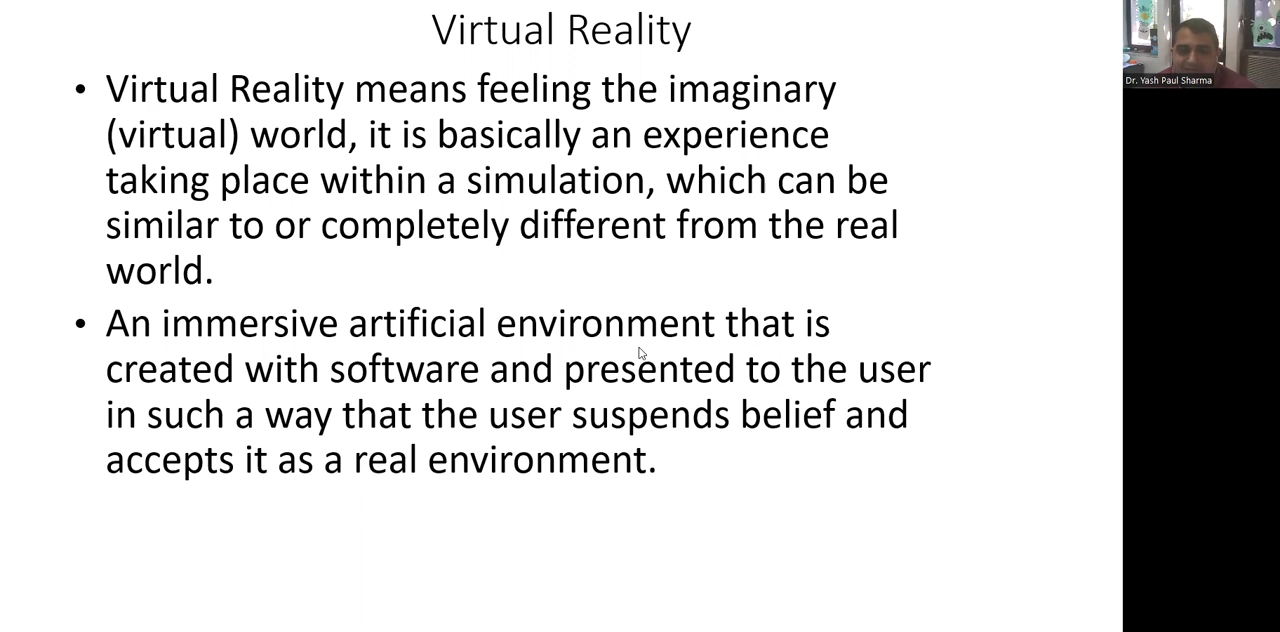 Virtual Reality
• Virtual Reality means feeling the imaginary
(virtual) world, it is basically an experience
taking place within a simulation, which can be
similar to or completely different from the real
world.
• An immersive artificial environment that is
created with software and presented to the user
in such a way that the user suspends belief and
accepts it as a real environment.
Dr. Yash Paul Sharma